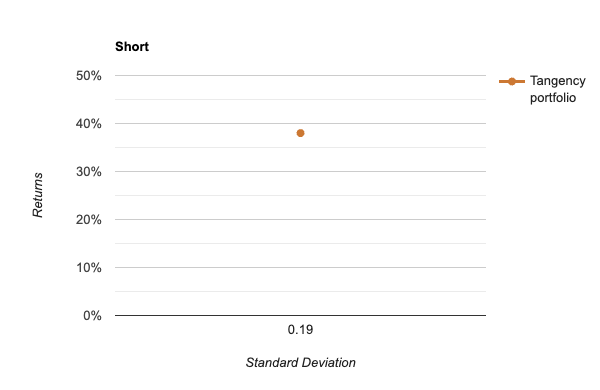 Short
50%
40%
30%
20%
10%
0%
Returns
0.19
Standard Deviation
Tangency
portfolio